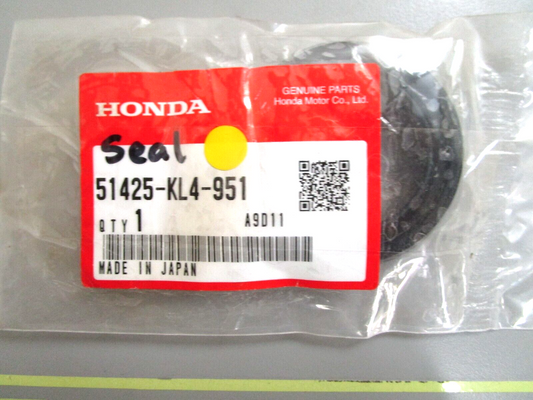 GENUINE PARTS
HONDA
Honda Motor Co., Ltd.
Seal
51425-KL4-951
QTY 1 A9D11
MADE IN JAPAN